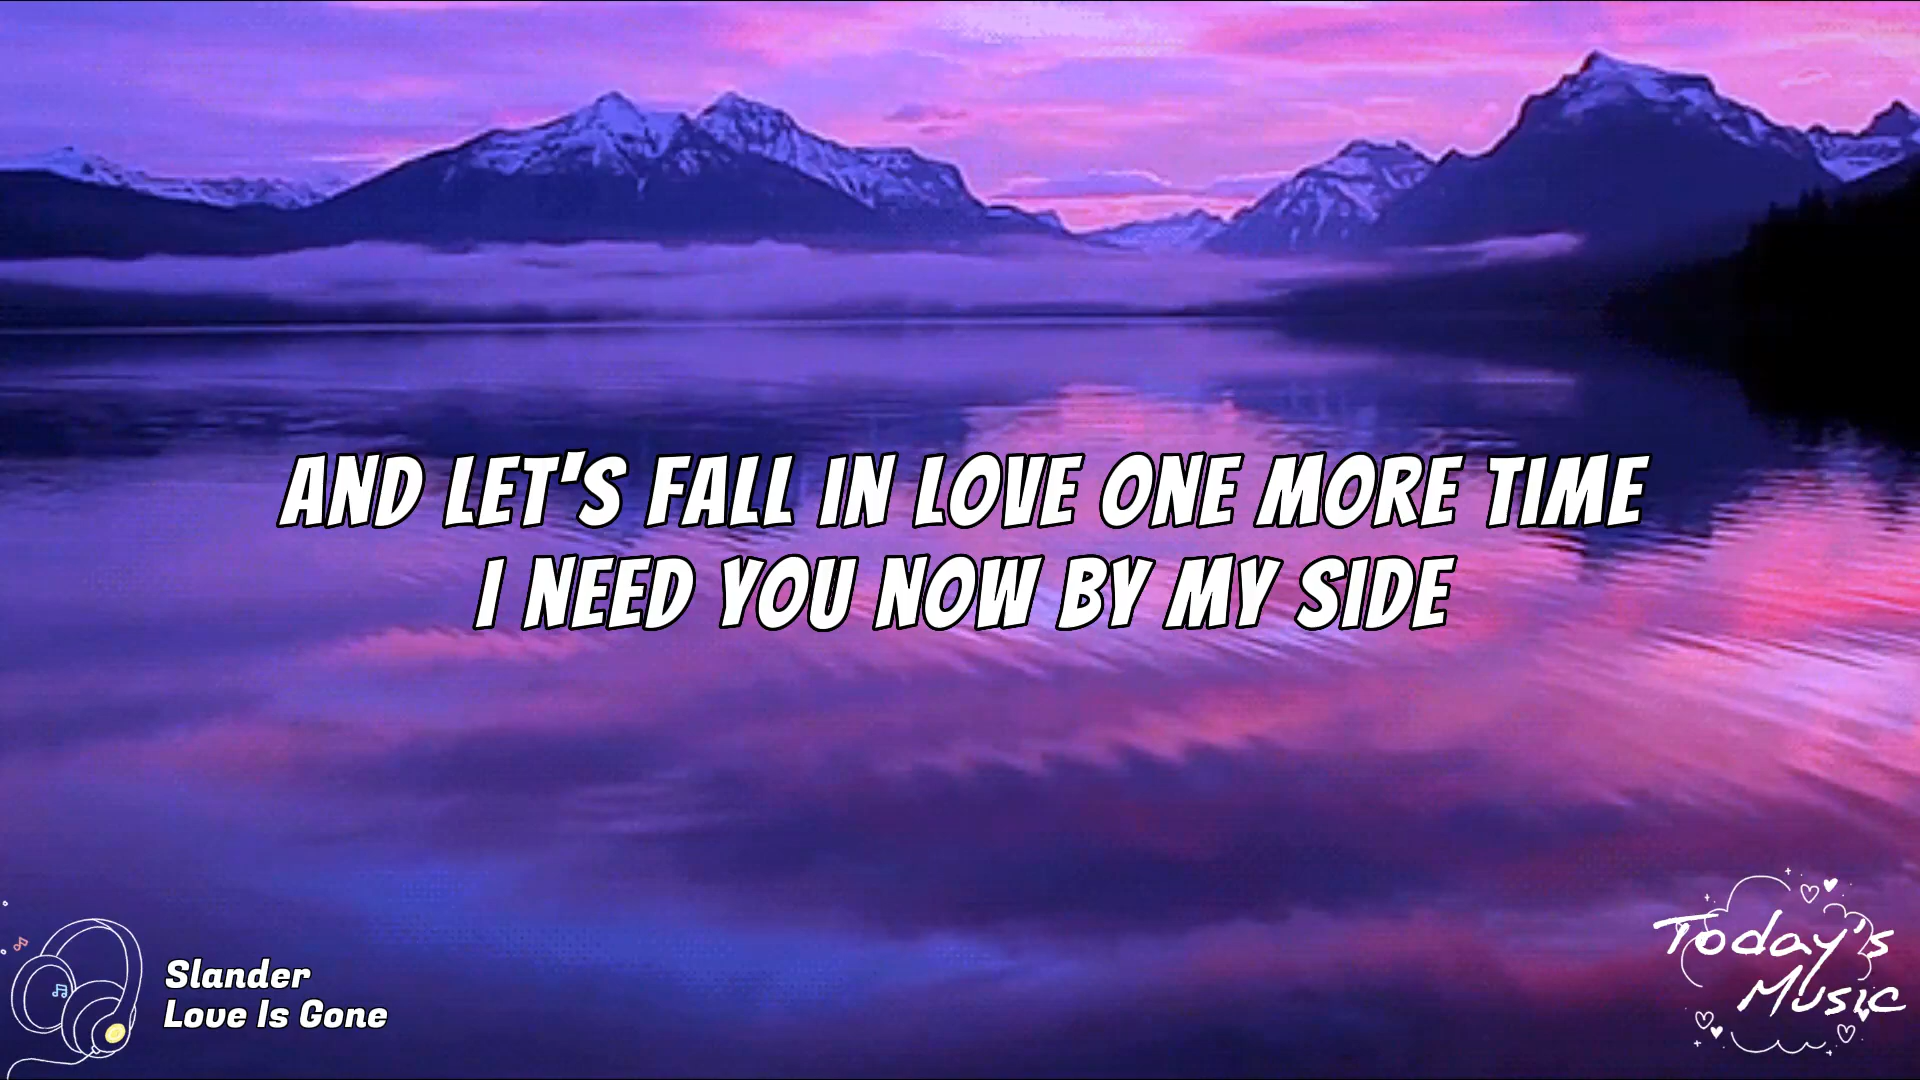 AND LET'S FALL IN LOVE ONE MORE TIME
I NEED YOU NOW BY MY SIDE
Slander
Love Is Gone
Today's
Music